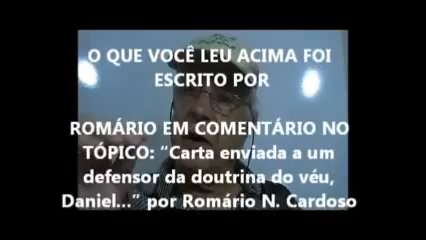 O QUE VOCÊ LEU ACIMA FOI
ESCRITO POR
ROMÁRIO EM COMENTÁRIO NO
TÓPICO: “Carta enviada a um
defensor da doutrina do véu,
Daniel...” por Romário N. Cardoso